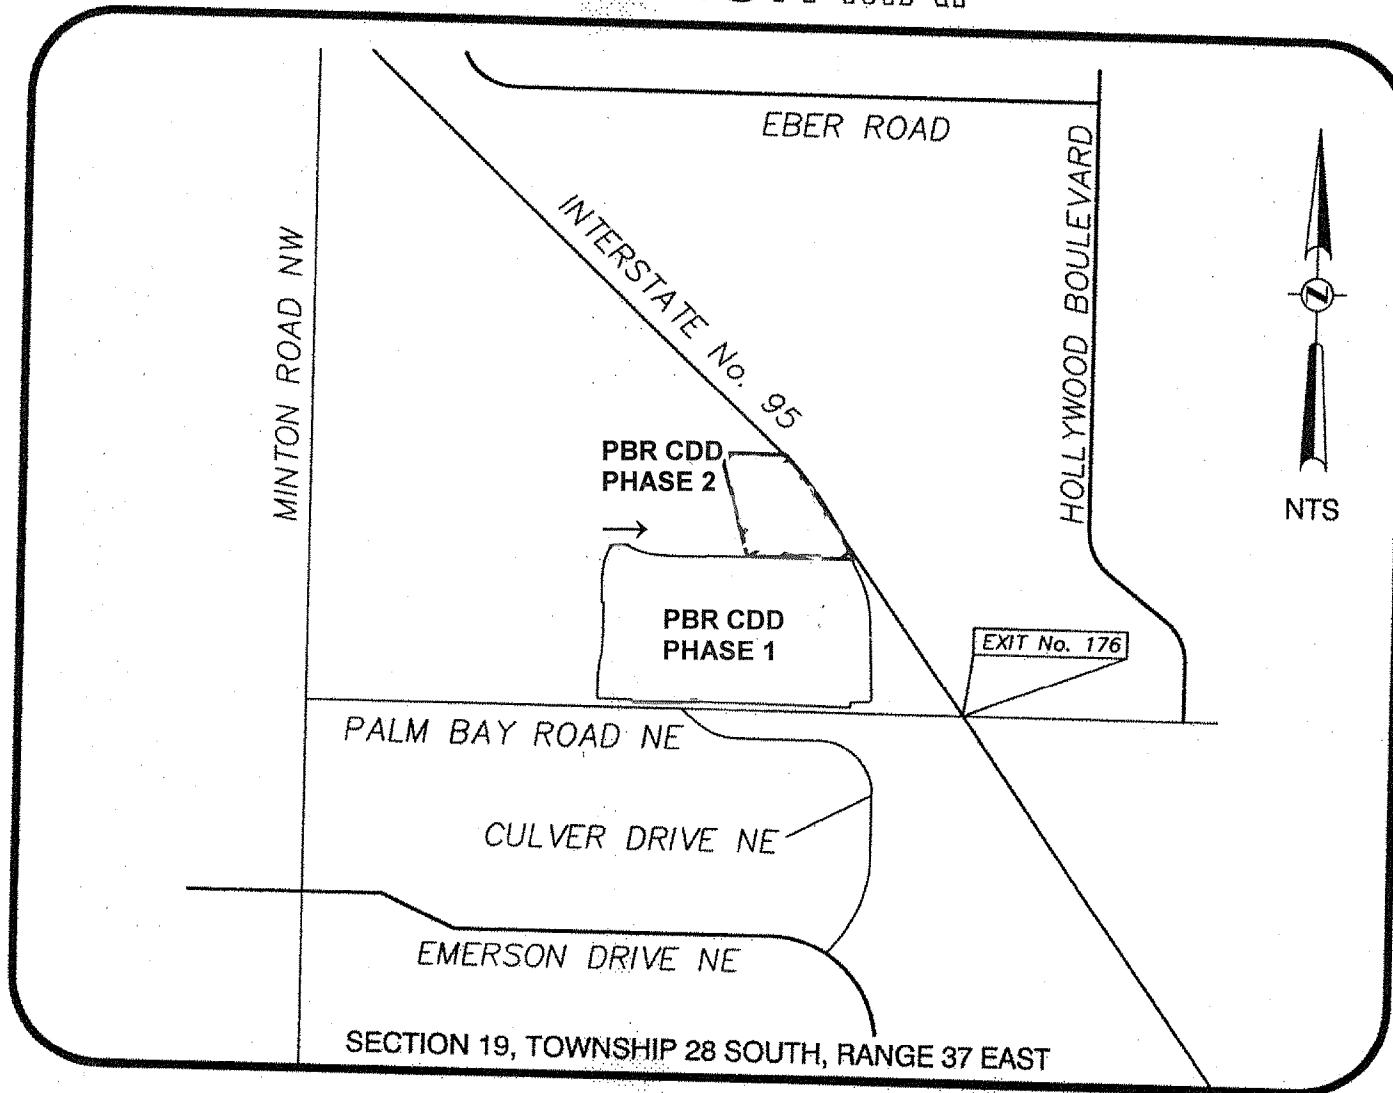 EBER ROAD
HOLLYWOOD BOULEVARD
INTERSTATE No. 95
MINTON ROAD NW
N
NTS
PBR CDD
PHASE 2
PBR CDD
PHASE 1
EXIT No. 176
PALM BAY ROAD NE
CULVER DRIVE NE
EMERSON DRIVE NE
SECTION 19, TOWNSHIP 28 SOUTH, RANGE 37 EAST